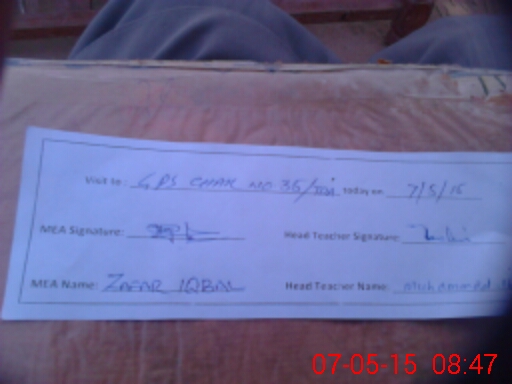 Visit to: GPS CHAK NO 35/ today on 7/5/15
MEA Signature: Head Teacher Signature:
MEA Name: ZAFAR IQBAL Head Teacher Name: Muhammad
07-05-15 08:47